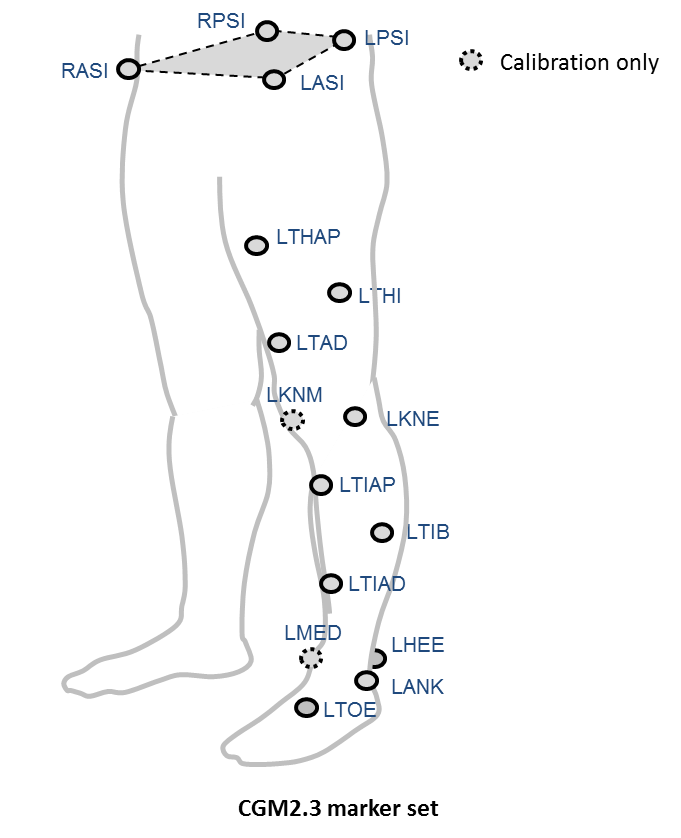 RPSI
LPSI
RASI
LASI
Calibration only
LTHAP
LTHI
LTAD
LKNM
LKNE
LTIAP
LTIB
LTIAD
LMED
LHEE
LANK
LTOE
CGM2.3 marker set